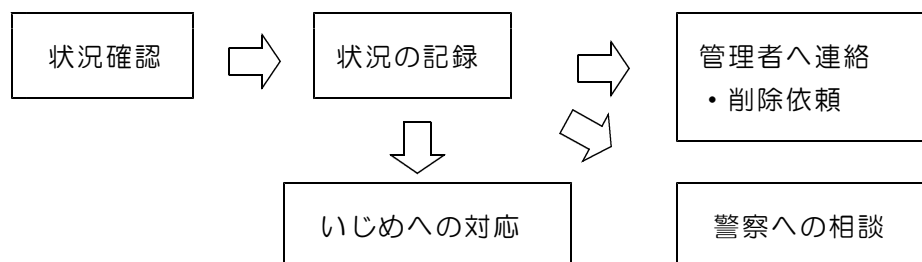 状況確認
状況の記録
管理者へ連絡
・削除依頼
いじめへの対応
警察への相談